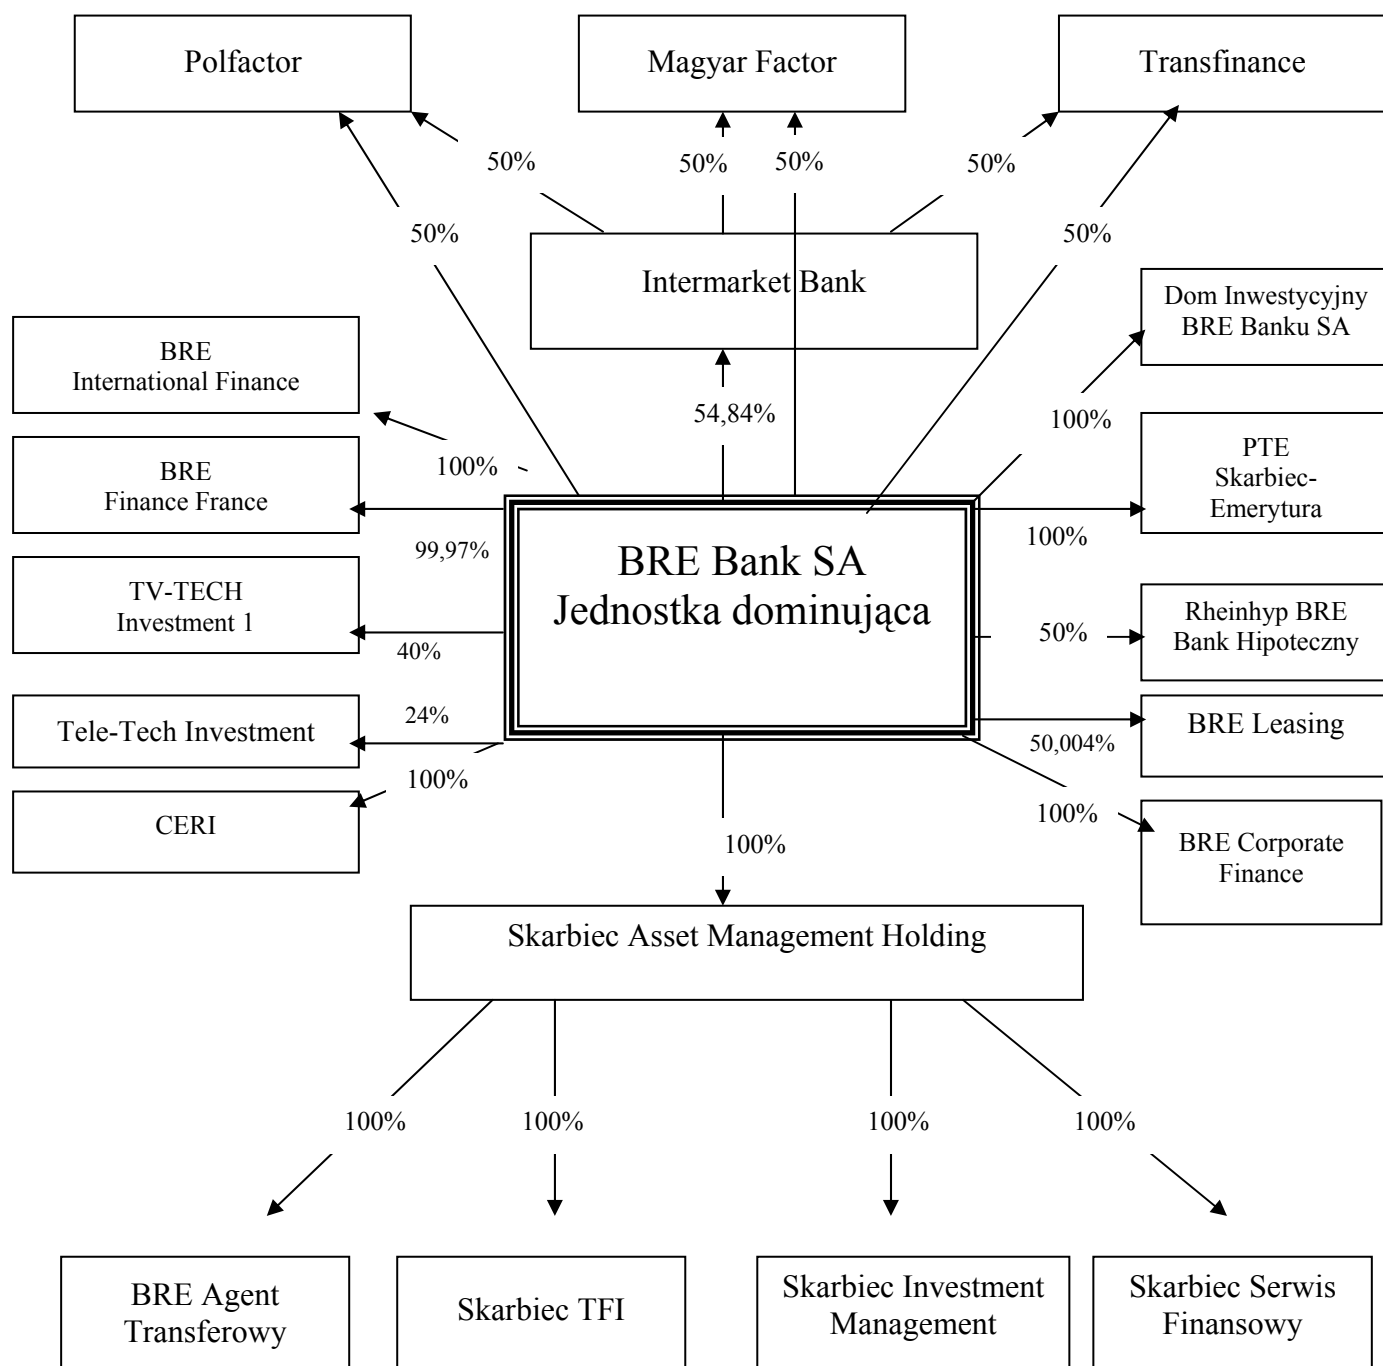 Polfactor
Magyar Factor
Transfinance
50%
50%
50%
50%
50%
50%
Intermarket Bank
Dom Inwestycyjny
BRE Banku SA
BRE
International Finance
54,84%
100%
PTE
Skarbiec-
Emerytura
100%
BRE
Finance France
99,97%
100%
BRE Bank SA
Jednostka dominująca
TV-TECH
Investment 1
40%
50%
Rheinhyp BRE
Bank Hipoteczny
24%
Tele-Tech Investment
50,004%
BRE Leasing
100%
CERI
100%
BRE Corporate
Finance
100%
Skarbiec Asset Management Holding
100%
100%
100%
100%
BRE Agent
Transferowy
Skarbiec TFI
Skarbiec Investment
Management
Skarbiec Serwis
Finansowy